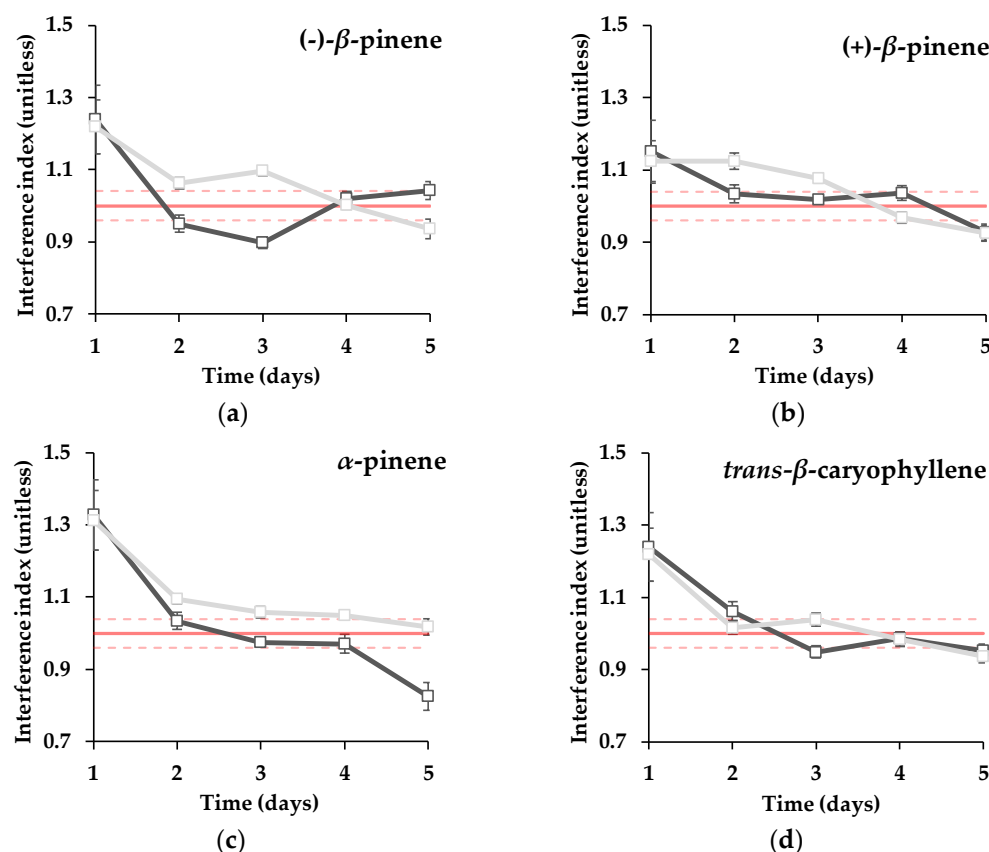 (-)-β-pinene
Interference index (unitless)
1.5
1.3
1.1
0.9
0.7
1 2 3 4 5
Time (days)
(a)
(+)-β-pinene
Interference index (unitless)
1.5
1.3
1.1
0.9
0.7
1 2 3 4 5
Time (days)
(b)
α-pinene
Interference index (unitless)
1.5
1.3
1.1
0.9
0.7
1 2 3 4 5
Time (days)
(c)
trans-β-caryophyllene
Interference index (unitless)
1.5
1.3
1.1
0.9
0.7
1 2 3 4 5
Time (days)
(d)